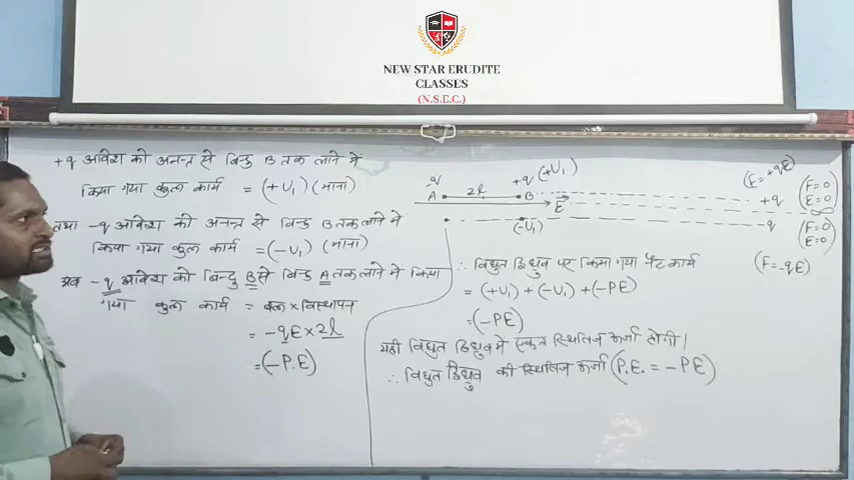 NEW STAR ERUDITE
CLASSES
(N.S.E.C.)
+q आवेश को अनन्त से बिन्दु B तक लाने में
किया गया कुल कार्य = (+U₁) (माना)
तथा -q आवेश को अनन्त से बिन्दु B तक लाने में
किया गया कुल कार्य = (-U₁) (माना)
अब -q आवेश को बिन्दु B से बिन्दु A तक लाने में किया
गया कुल कार्य = बल × विस्थापन
= -qE × 2l
= (-P.E)
-q +q (+U₁) (F = +qE) (F=0
A 2l B +q E=0)
E ∞
(-U₁) -q (F=0
E=0)
(F=-qE)
∴ विद्युत द्विध्रुव पर किया गया नेट कार्य
= (+U₁) + (-U₁) + (-PE)
= (-PE)
यही विद्युत द्विध्रुव में एकत्र स्थितिज ऊर्जा होगी।
∴ विद्युत द्विध्रुव की स्थितिज ऊर्जा (P.E. = -PE)